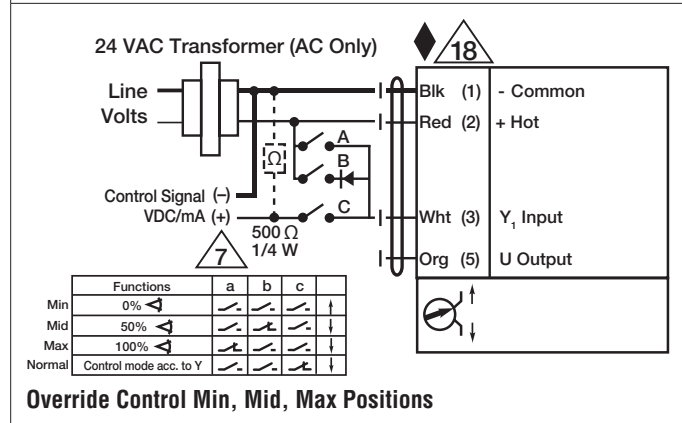 24 VAC Transformer (AC Only)
18
Line
Volts
Blk (1) - Common
Red (2) + Hot
A
B
Ω
C
Control Signal (–)
VDC/mA (+)
Wht (3) Y₁ Input
500 Ω
1/4 W
7
Org (5) U Output
Functions a b c
Min 0%
Mid 50%
Max 100%
Normal Control mode acc. to Y
Override Control Min, Mid, Max Positions